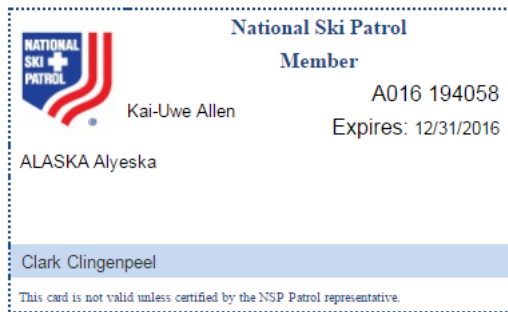 National Ski Patrol
Member
NATIONAL
SKI
PATROL
®
A016 194058
Kai-Uwe Allen
Expires: 12/31/2016
ALASKA Alyeska
Clark Clingenpeel
This card is not valid unless certified by the NSP Patrol representative.